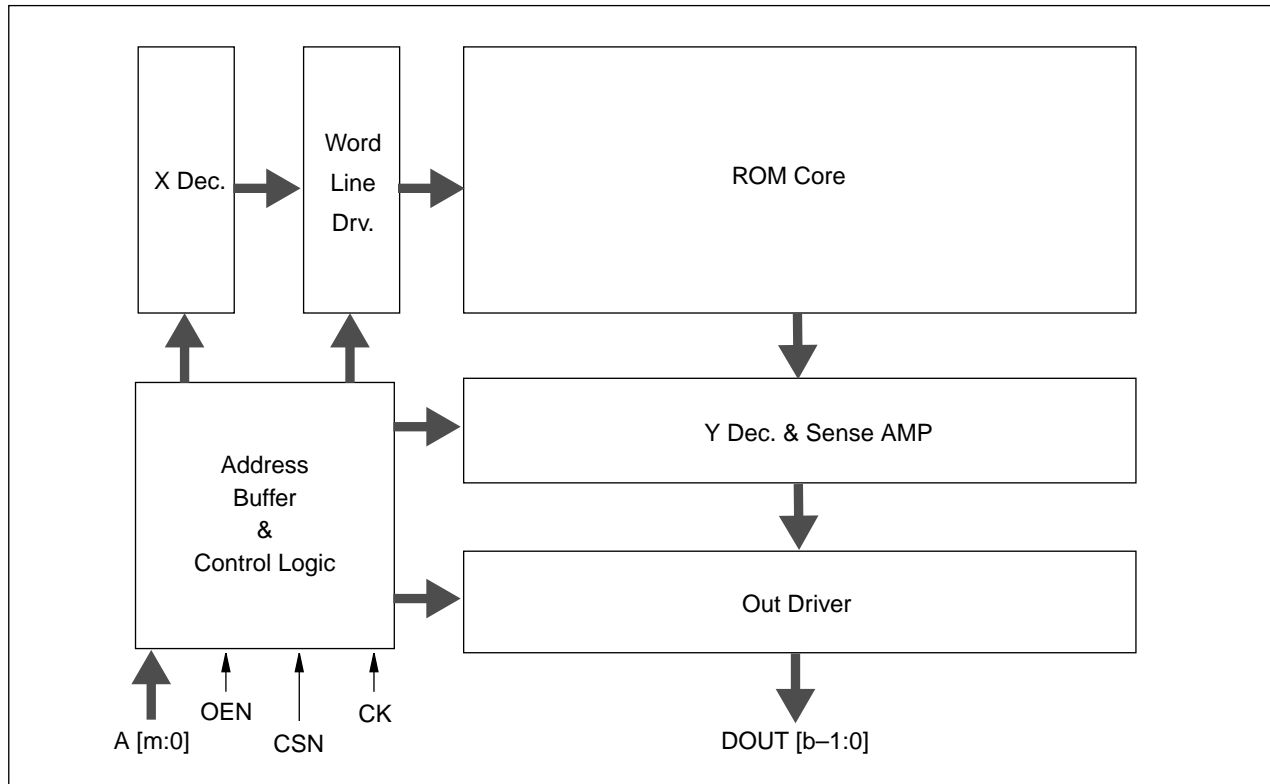 X Dec.
Word
Line
Drv.
ROM Core
Address
Buffer
&
Control Logic
Y Dec. & Sense AMP
Out Driver
A [m:0]
OEN
CSN
CK
DOUT [b–1:0]